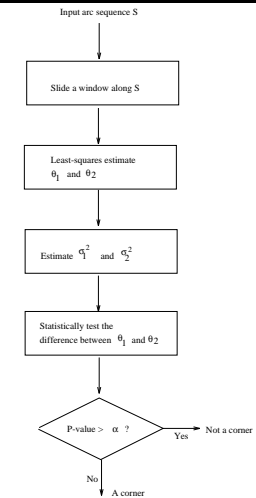 Input arc sequence S
Slide a window along S
Least-squares estimate
θ₁ and θ2
Estimate σ₁² and σ₂²
Statistically test the
difference between θ₁ and θ2
P-value > α ?
Yes
Not a corner
No
A corner